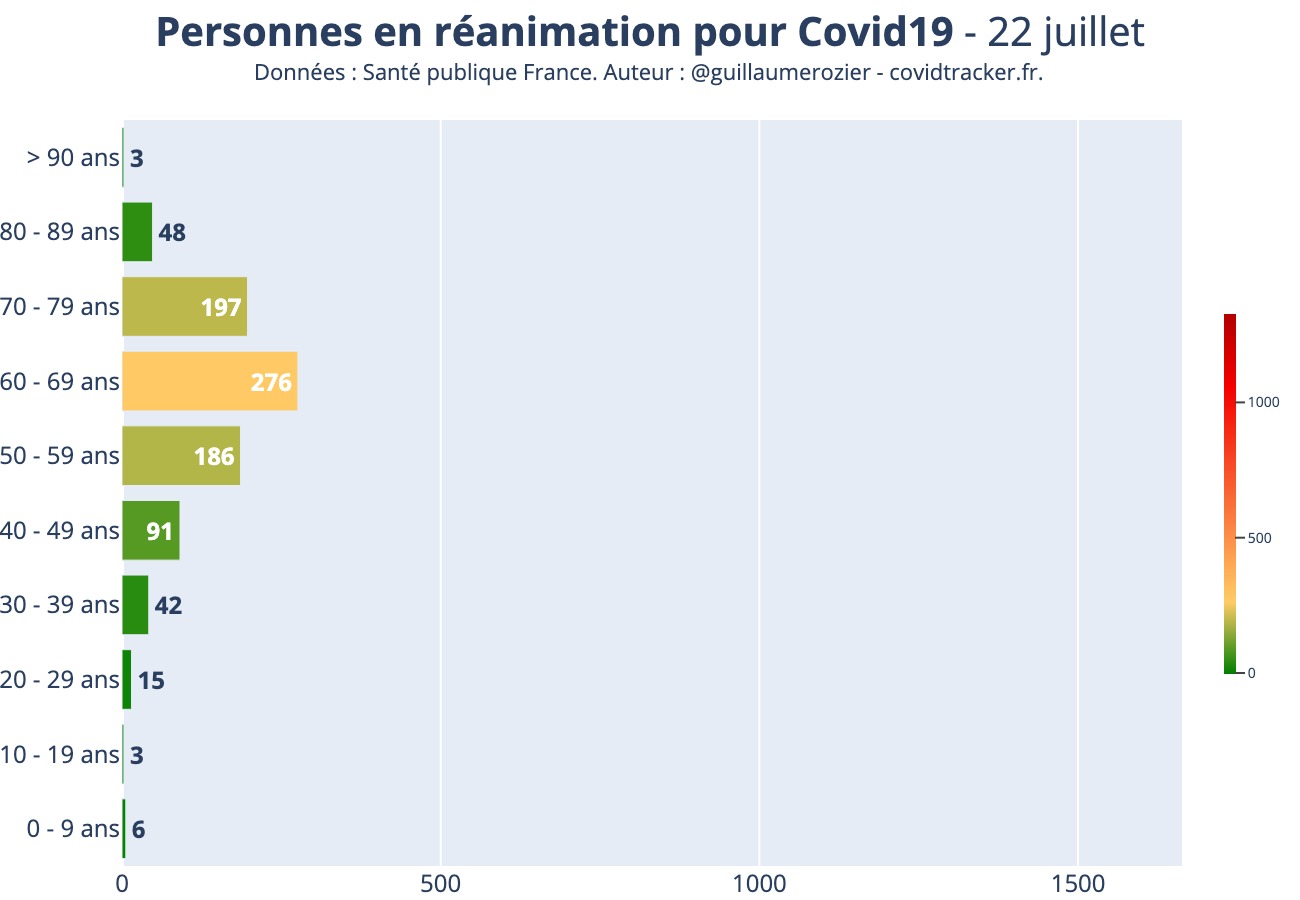 Personnes en réanimation pour Covid19 - 22 juillet
Données : Santé publique France. Auteur : @guillaumerozier - covidtracker.fr.
> 90 ans 3
80 - 89 ans 48
70 - 79 ans 197
60 - 69 ans 276
50 - 59 ans 186
40 - 49 ans 91
30 - 39 ans 42
20 - 29 ans 15
10 - 19 ans 3
0 - 9 ans 6
0 500 1000 1500
1000
500
0